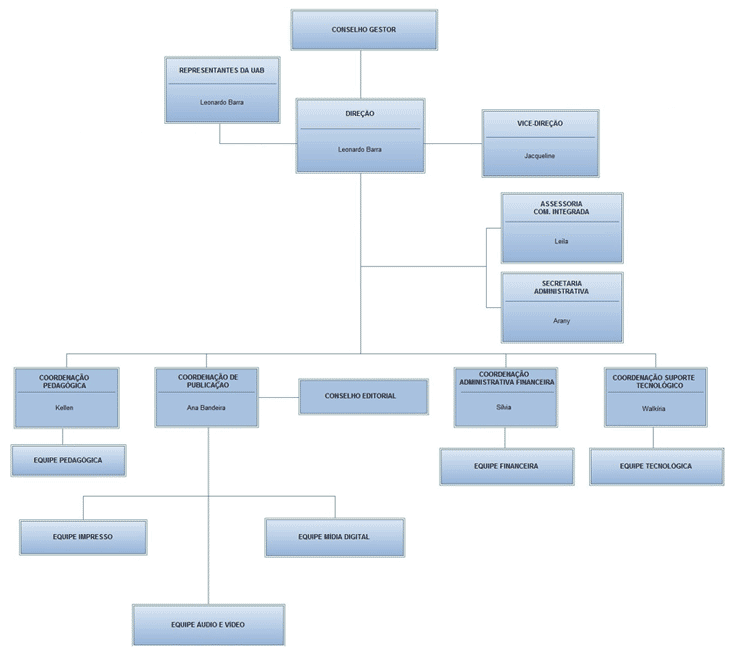 CONSELHO GESTOR
REPRESENTANTES DA UAB
Leonardo Barra
DIREÇÃO
Leonardo Barra
VICE-DIREÇÃO
Jacqueline
ASSESSORIA
COM. INTEGRADA
Leila
SECRETARIA
ADMINISTRATIVA
Arany
COORDENAÇÃO
PEDAGÓGICA
Kellen
COORDENAÇÃO DE
PUBLICAÇÃO
Ana Bandeira
CONSELHO EDITORIAL
COORDENAÇÃO
ADMINISTRATIVA FINANCEIRA
Silvia
COORDENAÇÃO SUPORTE
TECNOLÓGICO
Walkíria
EQUIPE PEDAGÓGICA
EQUIPE FINANCEIRA
EQUIPE TECNOLÓGICA
EQUIPE IMPRESSO
EQUIPE MÍDIA DIGITAL
EQUIPE ÁUDIO E VÍDEO